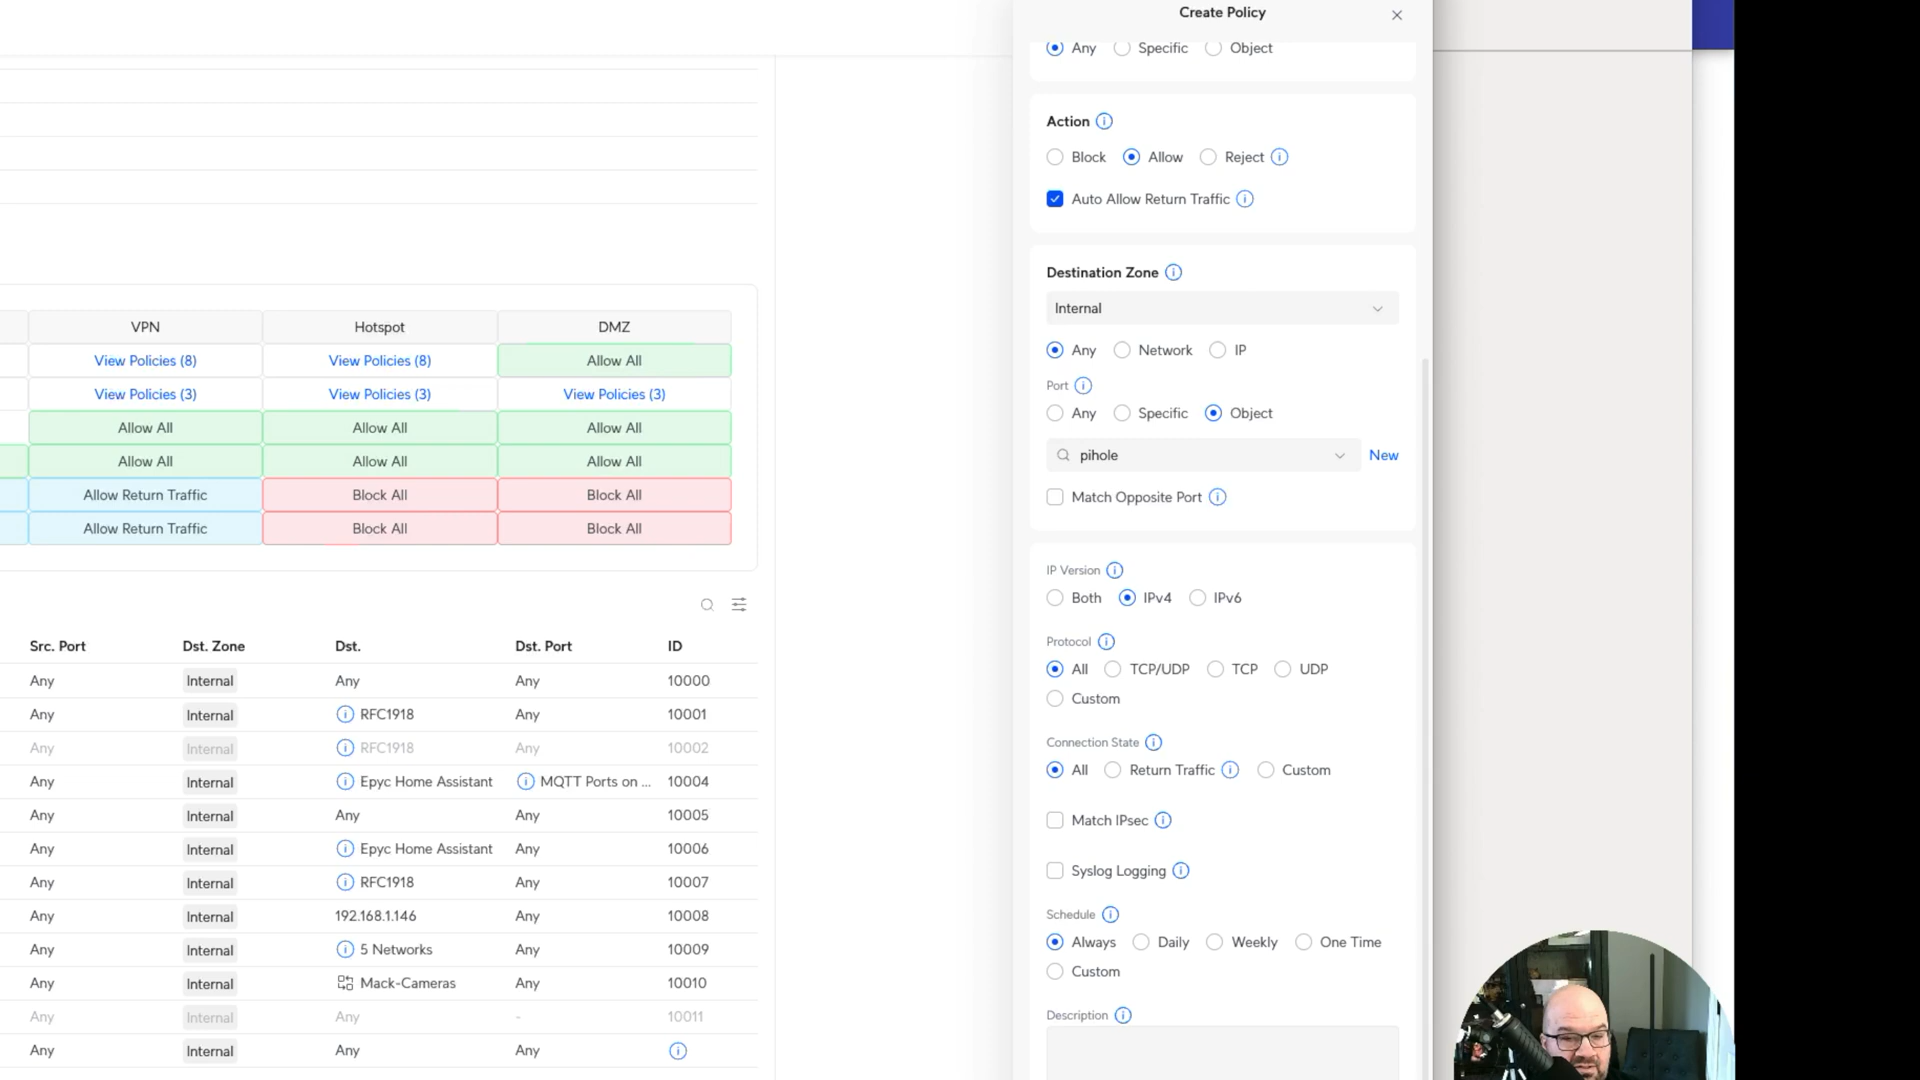 Create Policy
Any Specific Object
Action
Block Allow Reject
Auto Allow Return Traffic
Destination Zone
Internal
Any Network IP
Port
Any Specific Object
pihole New
Match Opposite Port
IP Version
Both IPv4 IPv6
Protocol
All TCP/UDP TCP UDP
Custom
Connection State
All Return Traffic Custom
Match IPsec
Syslog Logging
Schedule
Always Daily Weekly One Time
Custom
Description
VPN Hotspot DMZ
View Policies (8) View Policies (8) Allow All
View Policies (3) View Policies (3) View Policies (3)
Allow All Allow All Allow All
Allow All Allow All Allow All
Allow Return Traffic Block All Block All
Allow Return Traffic Block All Block All
Src. Port Dst. Zone Dst. Dst. Port ID
Any Internal Any Any 10000
Any Internal RFC1918 Any 10001
Any Internal RFC1918 Any 10002
Any Internal Epyc Home Assistant MQTT Ports on ... 10004
Any Internal Any Any 10005
Any Internal Epyc Home Assistant Any 10006
Any Internal RFC1918 Any 10007
Any Internal 192.168.1.146 Any 10008
Any Internal 5 Networks Any 10009
Any Internal Mack-Cameras Any 10010
Any Internal Any - 10011
Any Internal Any Any